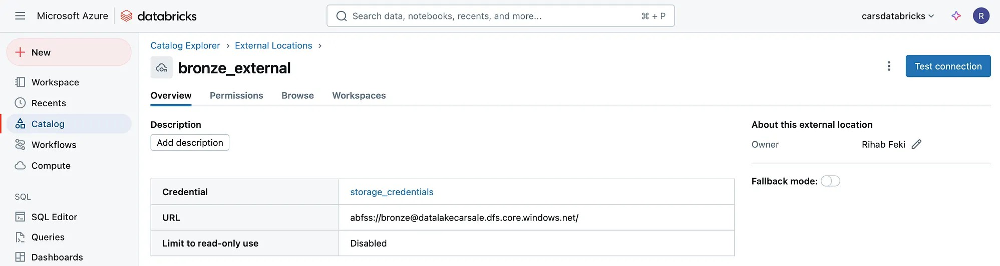 Microsoft Azure databricks Search data, notebooks, recents, and more... ⌘ + P carsdatabricks R
New
Workspace
Recents
Catalog
Workflows
Compute
SQL
SQL Editor
Queries
Dashboards
Catalog Explorer › External Locations ›
bronze_external
Test connection
Overview Permissions Browse Workspaces
Description
Add description
Credential storage_credentials
URL abfss://bronze@datalakecarsale.dfs.core.windows.net/
Limit to read-only use Disabled
About this external location
Owner Rihab Feki
Fallback mode: